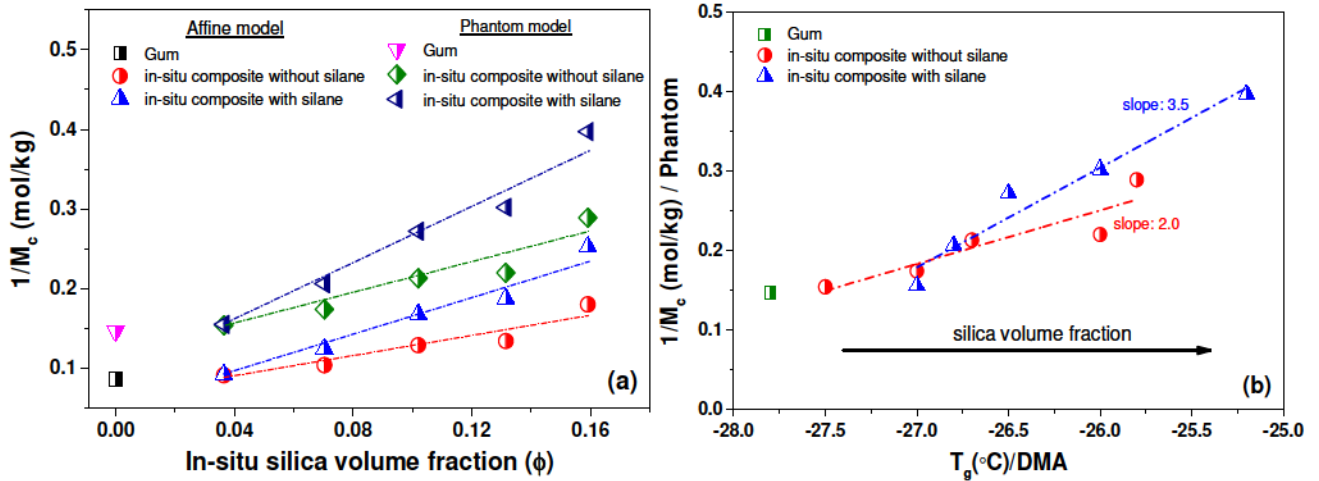 Affine model
Phantom model
Gum
in-situ composite without silane
in-situ composite with silane
Gum
in-situ composite without silane
in-situ composite with silane
0.5
0.4
0.3
0.2
0.1
1/Mc (mol/kg)
(a)
0.00 0.04 0.08 0.12 0.16
In-situ silica volume fraction (ϕ)
Gum
in-situ composite without silane
in-situ composite with silane
0.5
0.4
0.3
0.2
0.1
0.0
1/Mc (mol/kg) / Phantom
slope: 3.5
slope: 2.0
silica volume fraction
(b)
-28.0 -27.5 -27.0 -26.5 -26.0 -25.5 -25.0
Tg(°C)/DMA